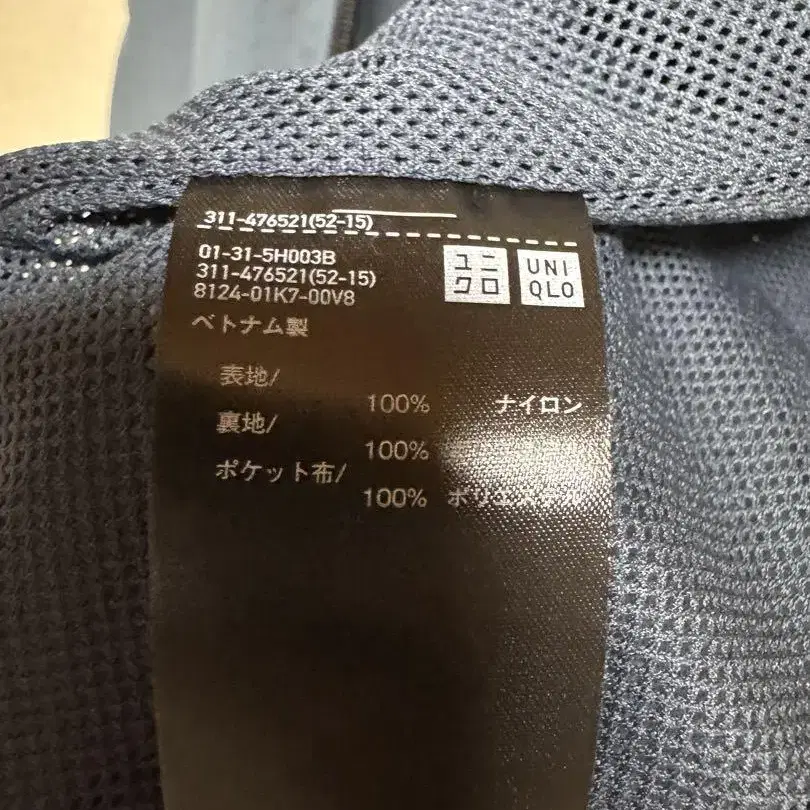 311-476521(52-15)
01-31-5H003B
311-476521(52-15)
8124-01K7-00V8
ユニクロ
UNIQLO
ベトナム製
表地/
100% ナイロン
裏地/
100%
ポケット布/
100% ポリエステル